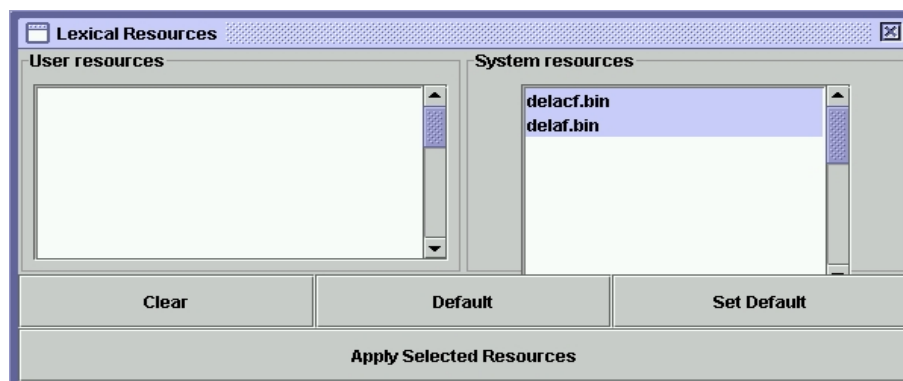 Lexical Resources
User resources
System resources
delacf.bin
delaf.bin
Clear
Default
Set Default
Apply Selected Resources